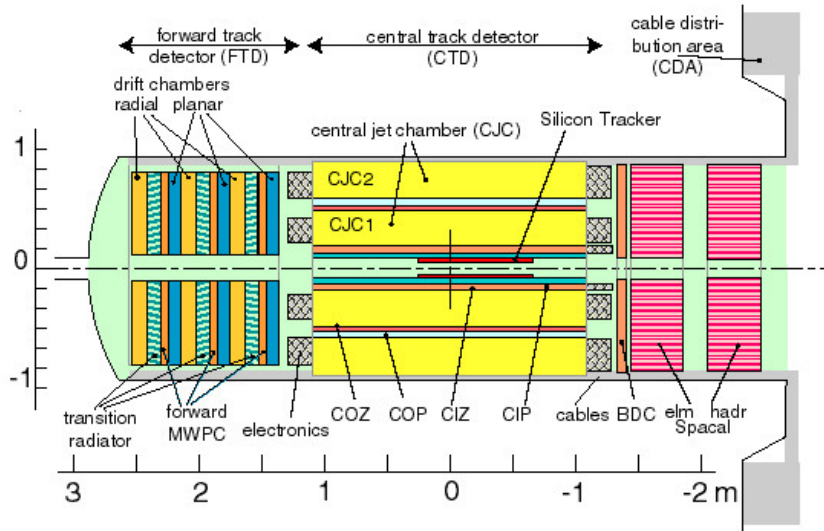 forward track
detector (FTD)
central track detector
(CTD)
cable distri-
bution area
(CDA)
drift chambers
radial planar
central jet chamber (CJC)
Silicon Tracker
1
CJC2
CJC1
0
-1
transition
radiator
forward
MWPC
electronics
COZ
COP
CIZ
CIP
cables
BDC
elm hadr
Spacal
3 2 1 0 -1 -2 m